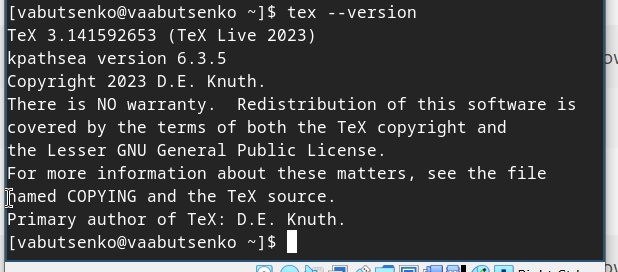 [vabutsenko@vaabutsenko ~]$ tex --version
TeX 3.141592653 (TeX Live 2023)
kpathsea version 6.3.5
Copyright 2023 D.E. Knuth.
There is NO warranty.  Redistribution of this software is
covered by the terms of both the TeX copyright and
the Lesser GNU General Public License.
For more information about these matters, see the file
named COPYING and the TeX source.
Primary author of TeX: D.E. Knuth.
[vabutsenko@vaabutsenko ~]$